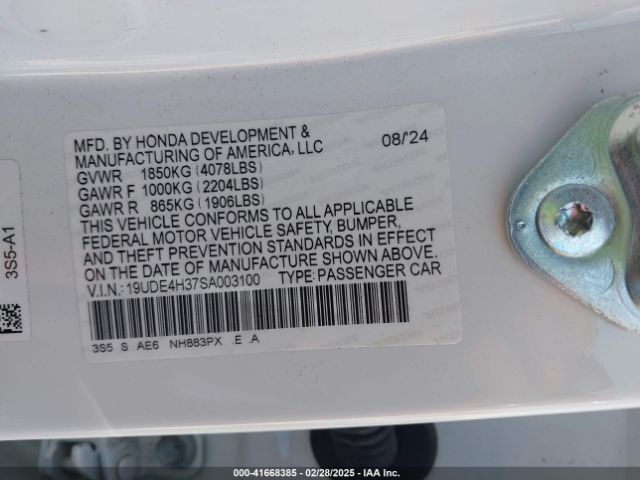 MFD. BY HONDA DEVELOPMENT & 08/'24
MANUFACTURING OF AMERICA, LLC
GVWR 1850KG (4078LBS)
GAWR F 1000KG (2204LBS)
GAWR R 865KG (1906LBS)
THIS VEHICLE CONFORMS TO ALL APPLICABLE
FEDERAL MOTOR VEHICLE SAFETY, BUMPER,
AND THEFT PREVENTION STANDARDS IN EFFECT
ON THE DATE OF MANUFACTURE SHOWN ABOVE.
V.I.N.: 19UDE4H37SA003100 TYPE: PASSENGER CAR
3S5 S AE6 NH883PX .E .A
3S5-A1
000-41668385 - 02/28/2025 - IAA Inc.